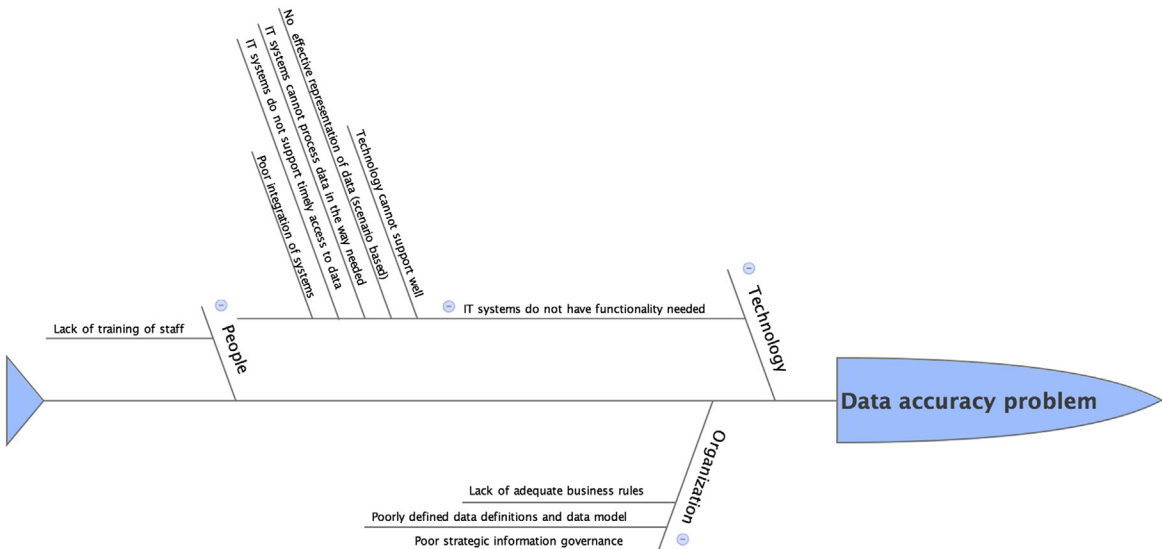 No effective representation of data (scenario based)
IT systems cannot process data in the way needed
IT systems do not support timely access to data
Poor integration of systems
Technology cannot support well
IT systems do not have functionality needed
Technology
Lack of training of staff
People
Data accuracy problem
Organization
Lack of adequate business rules
Poorly defined data definitions and data model
Poor strategic information governance